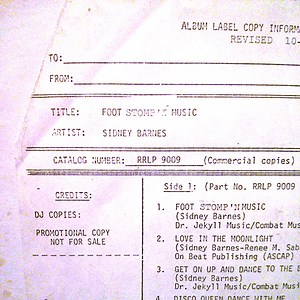 ALBUM LABEL COPY INFORM
REVISED 10-
TO:
FROM:
TITLE: FOOT STOMP'N MUSIC
ARTIST: SIDNEY BARNES
CATALOG NUMBER: RRLP 9009 (Commercial copies)
CREDITS:
DJ COPIES:
PROMOTIONAL COPY
NOT FOR SALE
Side 1: (Part No. RRLP 9009
1. FOOT STOMP'N MUSIC
(Sidney Barnes)
Dr. Jekyll Music/Combat Mus
2. LOVE IN THE MOONLIGHT
(Sidney Barnes-Renee M. Sab
On Beat Publishing (ASCAP)
3. GET ON UP AND DANCE TO THE B
(Sidney Barnes)
Dr. Jekyll Music/Combat Mus
4. DISCO QUEEN DANCE WITH ME